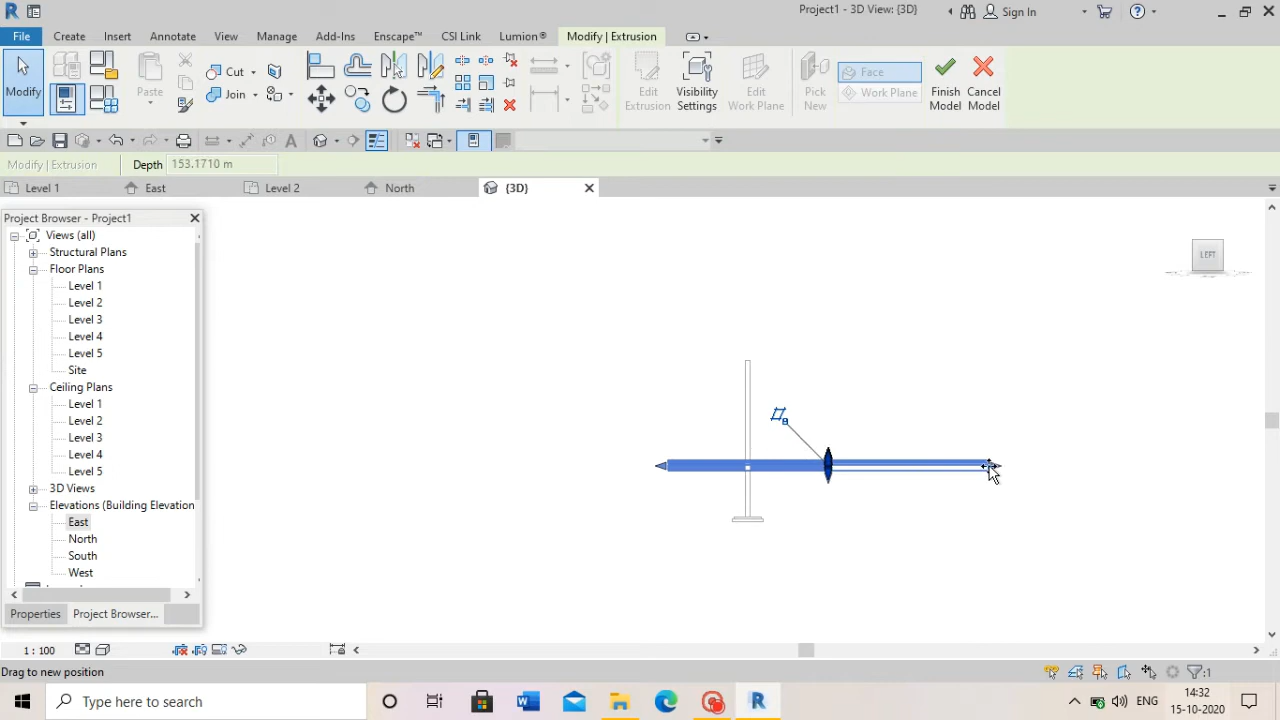 Project1 - 3D View: {3D}
Sign In
File
Create
Insert
Annotate
View
Manage
Add-Ins
Enscape™
CSI Link
Lumion®
Modify | Extrusion
Modify
Paste
Cut
Join
Edit
Extrusion
Visibility
Settings
Edit
Work Plane
Pick
New
Face
Work Plane
Finish
Model
Cancel
Model
Modify | Extrusion
Depth
153.1710 m
Level 1
East
Level 2
North
{3D}
Project Browser - Project1
Views (all)
Structural Plans
Floor Plans
Level 1
Level 2
Level 3
Level 4
Level 5
Site
Ceiling Plans
Level 1
Level 2
Level 3
Level 4
Level 5
3D Views
Elevations (Building Elevation
East
North
South
West
Properties
Project Browser...
LEFT
1 : 100
Drag to new position
:1
Type here to search
ENG
14:32
15-10-2020